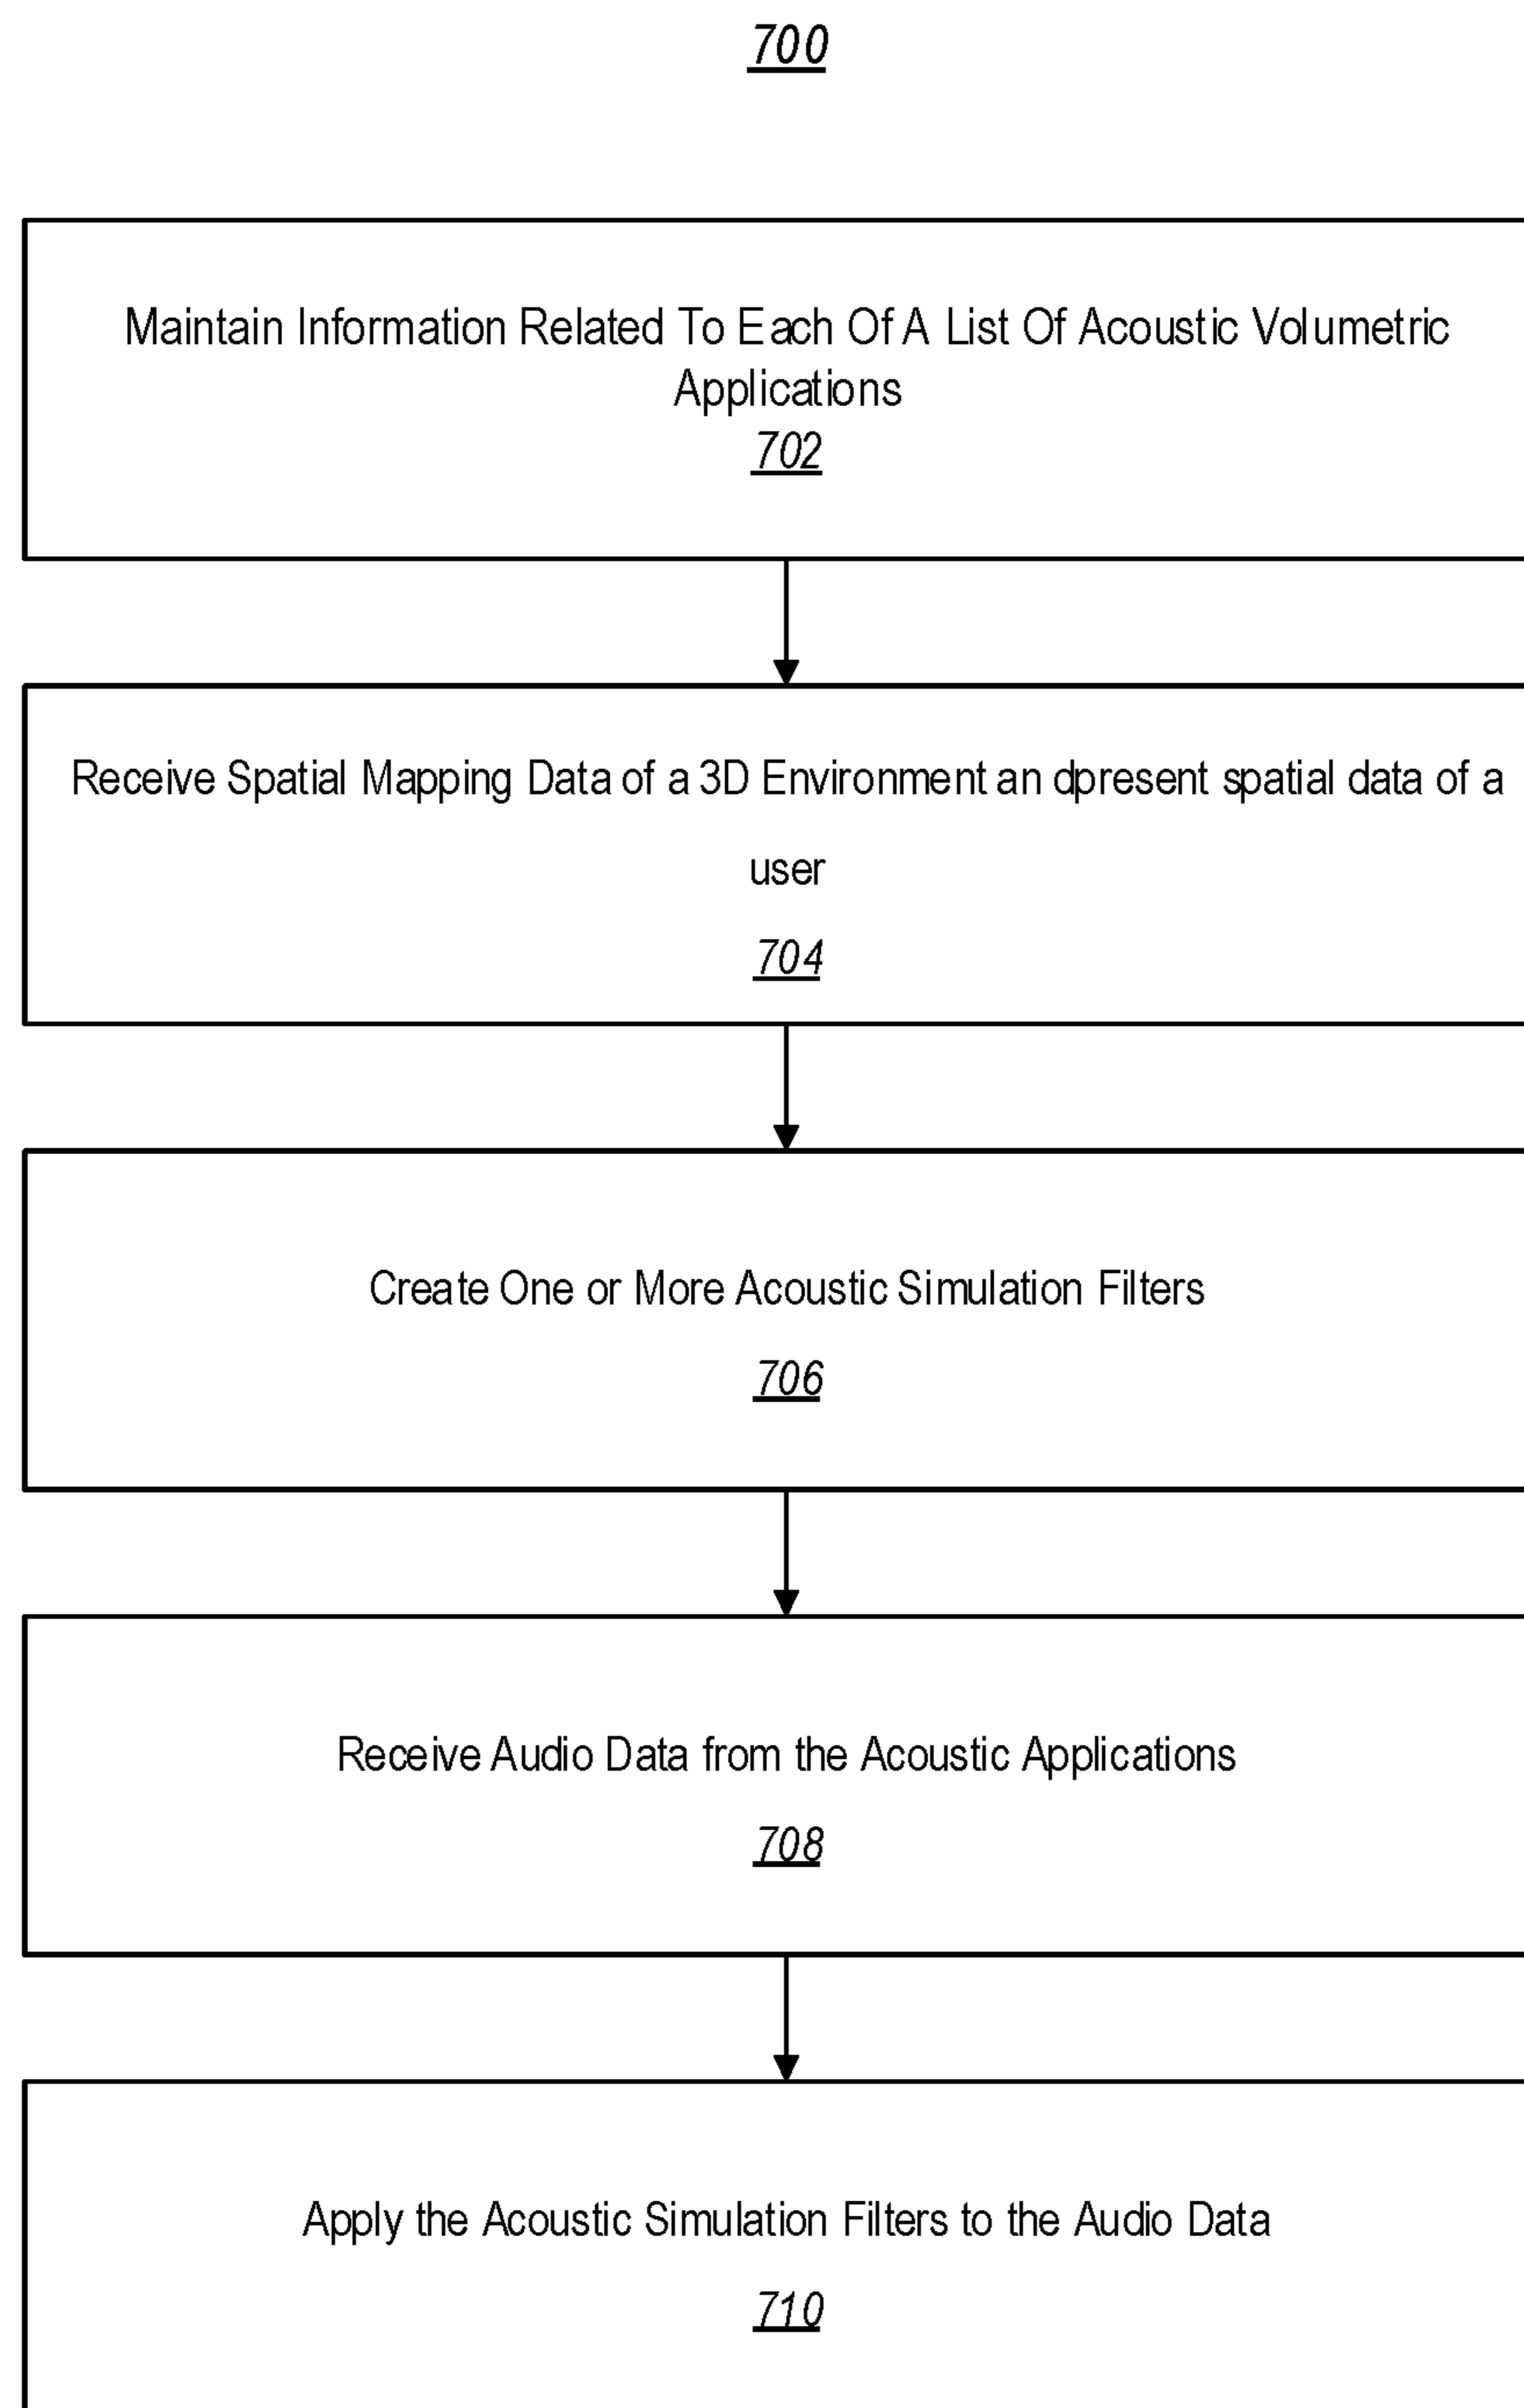 700
Maintain Information Related To Each Of A List Of Acoustic Volumetric
Applications
702
Receive Spatial Mapping Data of a 3D Environment an dpresent spatial data of a
user
704
Create One or More Acoustic Simulation Filters
706
Receive Audio Data from the Acoustic Applications
708
Apply the Acoustic Simulation Filters to the Audio Data
710